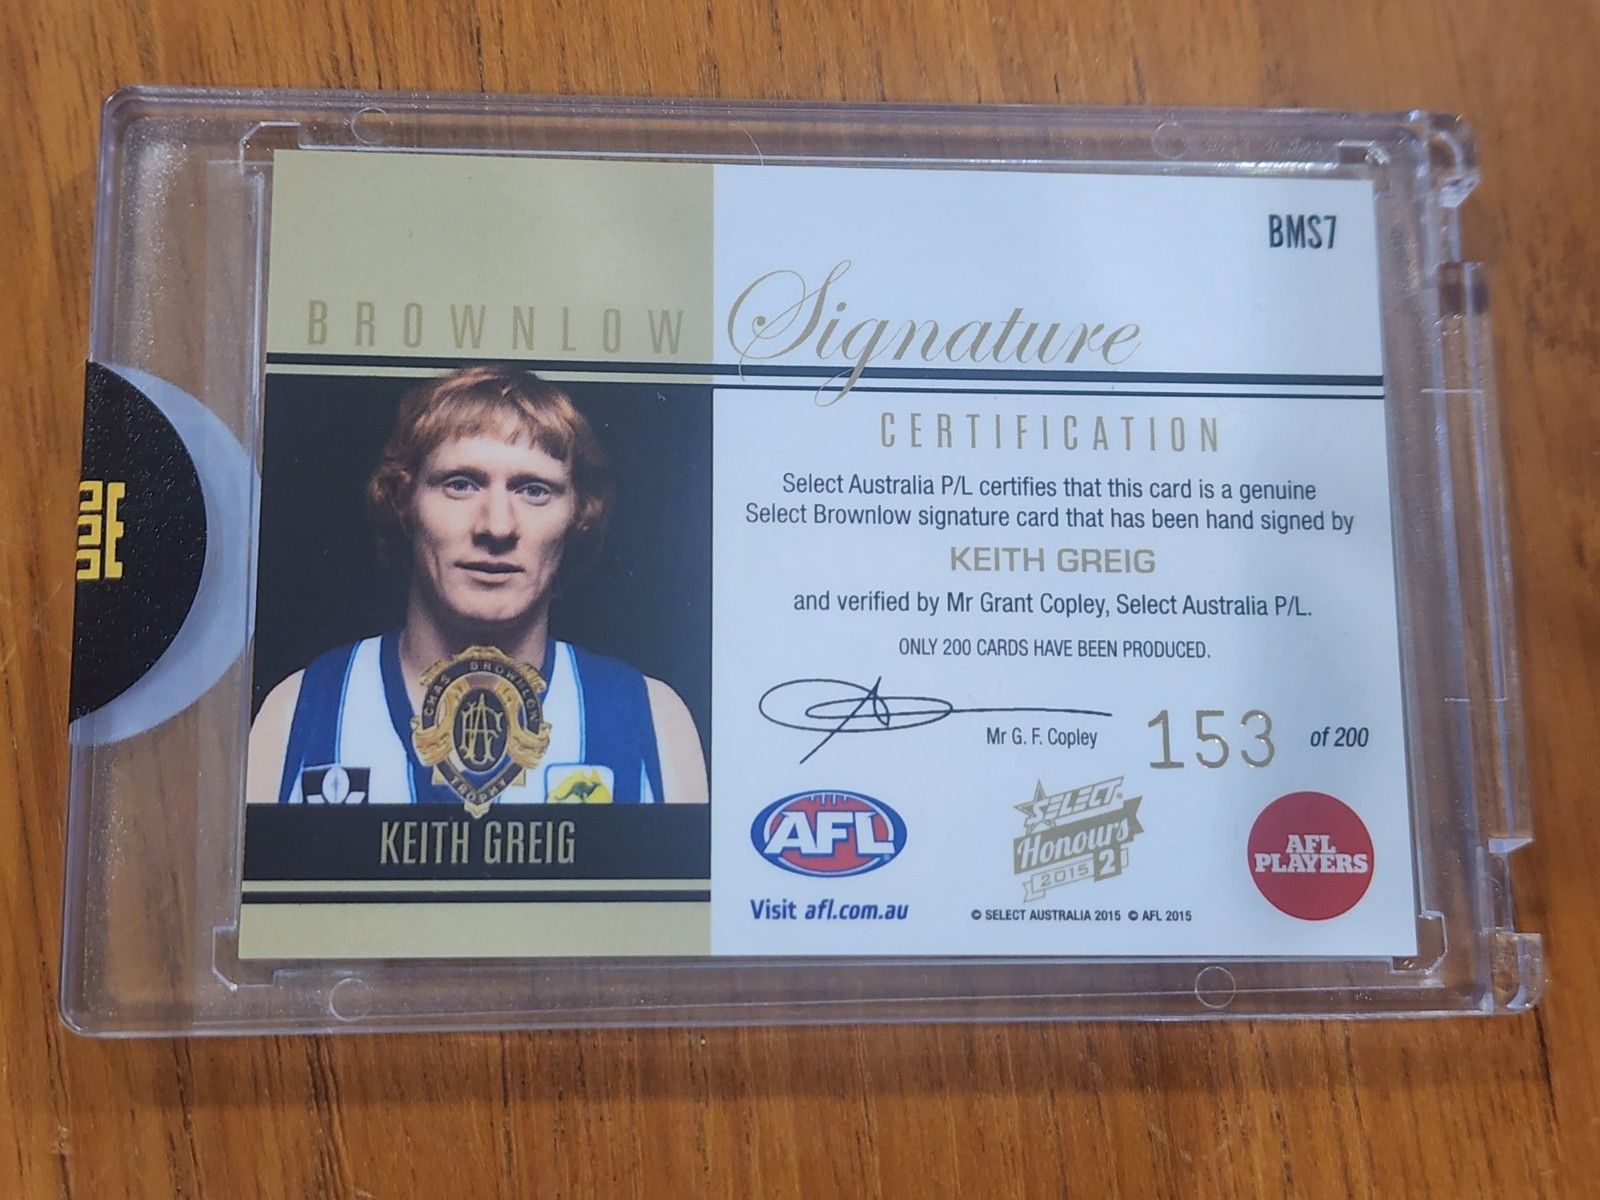 BMS7
BROWNLOW Signature
CERTIFICATION
Select Australia P/L certifies that this card is a genuine
Select Brownlow signature card that has been hand signed by
KEITH GREIG
and verified by Mr Grant Copley, Select Australia P/L.
ONLY 200 CARDS HAVE BEEN PRODUCED.
Mr G. F. Copley
153 of 200
CHAS BROWNLOW
TROPHY
KEITH GREIG
AFL
Visit afl.com.au
SELECT
Honours
2015 2
© SELECT AUSTRALIA 2015 © AFL 2015
AFL
PLAYERS